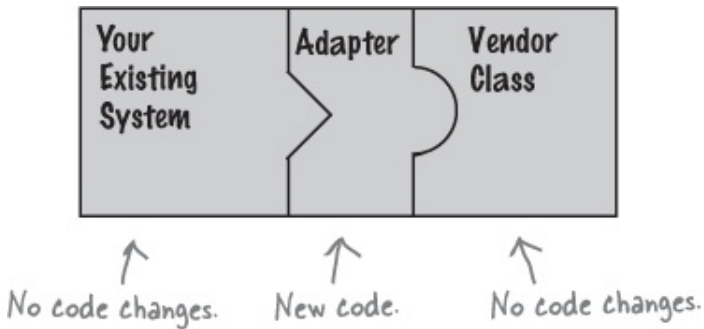 Your
Existing
System
Adapter
Vendor
Class
No code changes.
New code.
No code changes.